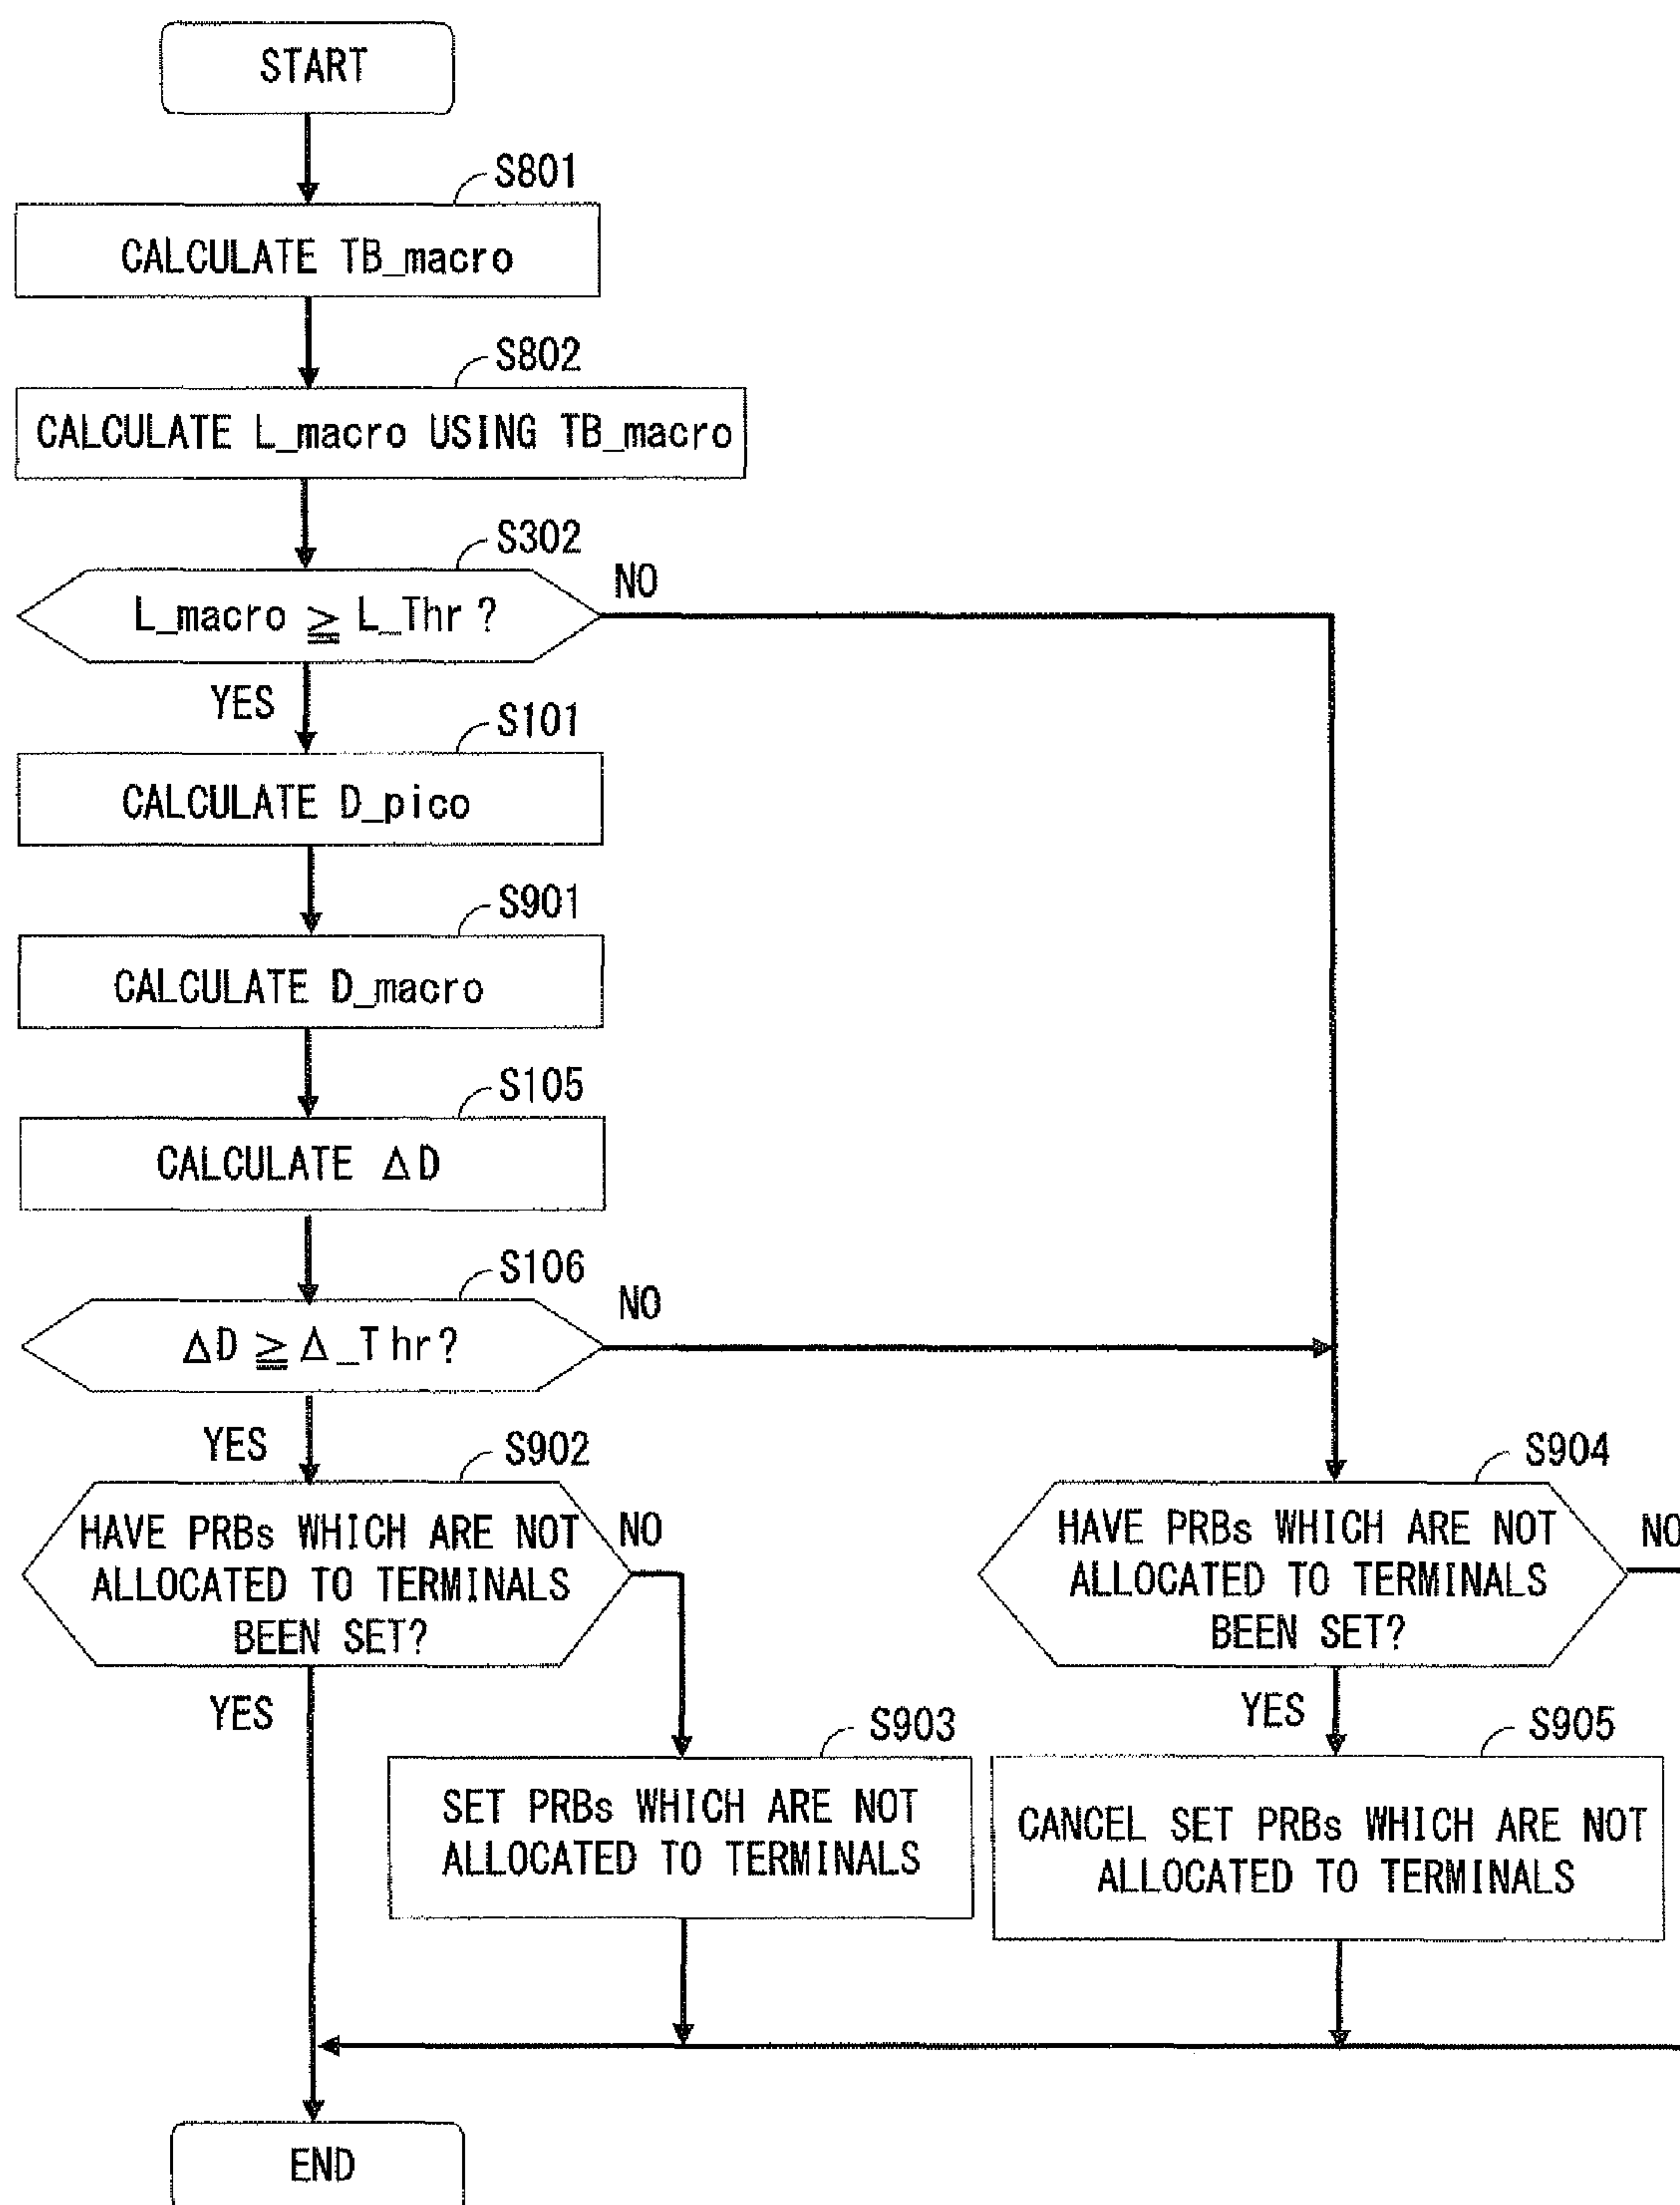 START
S801
CALCULATE TB_macro
S802
CALCULATE L_macro USING TB_macro
S302
L_macro ≧ L_Thr?
NO
YES
S101
CALCULATE D_pico
S901
CALCULATE D_macro
S105
CALCULATE ΔD
S106
ΔD ≧ Δ_Thr?
NO
YES
S902
HAVE PRBs WHICH ARE NOT
ALLOCATED TO TERMINALS
BEEN SET?
NO
YES
S903
SET PRBs WHICH ARE NOT
ALLOCATED TO TERMINALS
S904
HAVE PRBs WHICH ARE NOT
ALLOCATED TO TERMINALS
BEEN SET?
NO
YES
S905
CANCEL SET PRBs WHICH ARE NOT
ALLOCATED TO TERMINALS
END